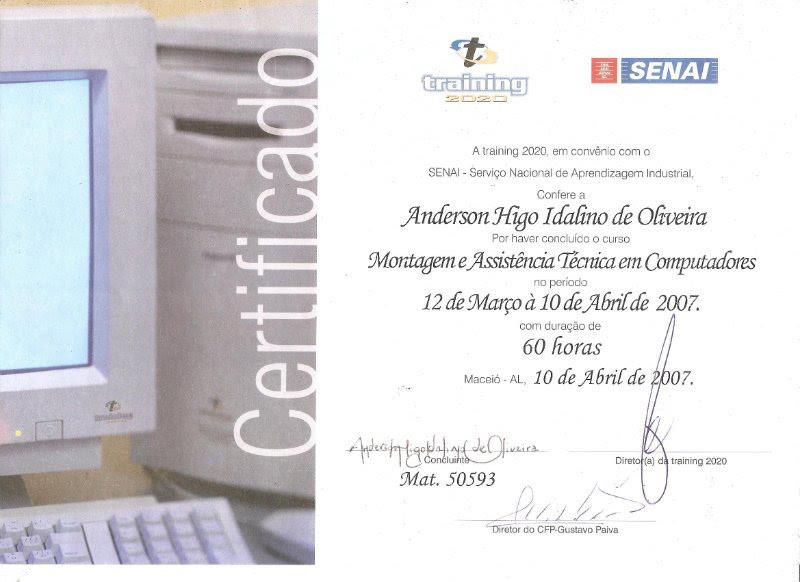 Certificado
training
2020
SENAI
A training 2020, em convênio com o
SENAI - Serviço Nacional de Aprendizagem Industrial,
Confere a
Anderson Higo Idalino de Oliveira
Por haver concluído o curso
Montagem e Assistência Técnica em Computadores
no período
12 de Março à 10 de Abril de 2007.
com duração de
60 horas
Maceió - AL, 10 de Abril de 2007.
Anderson Higo Idalino de Oliveira
Concluinte
Mat. 50593
Diretor(a) da training 2020
Diretor do CFP-Gustavo Paiva
training